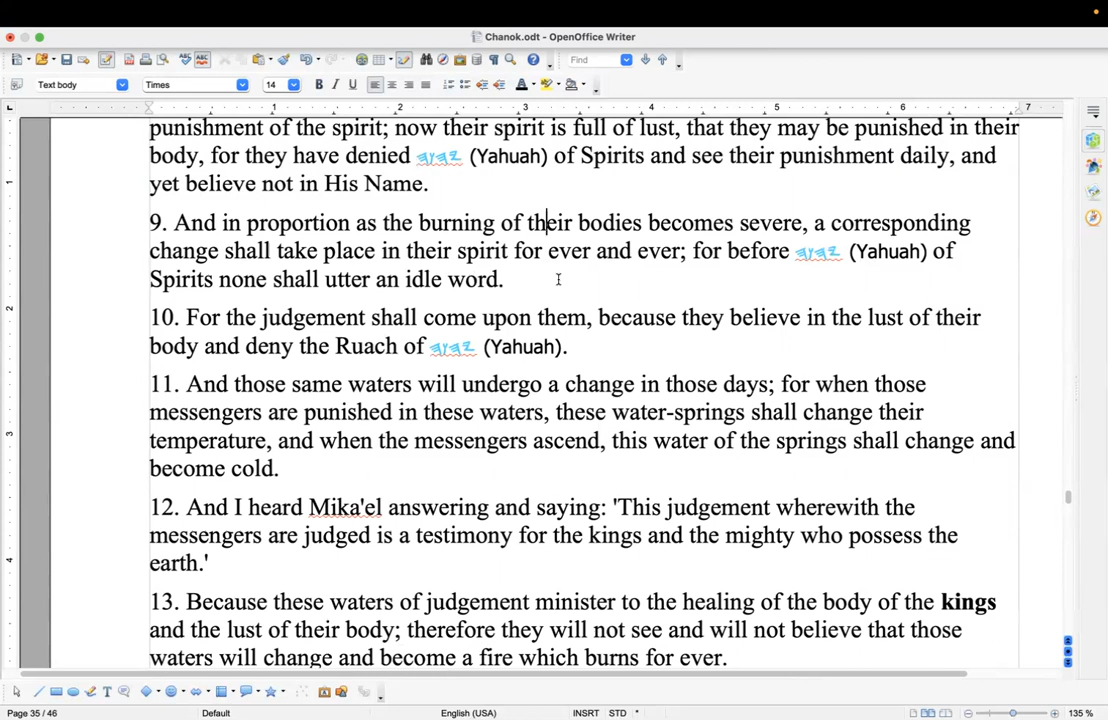 Chanok.odt - OpenOffice Writer
Find
Text body Times 14 B I U A
1 2 3 4 5 6 7
punishment of the spirit; now their spirit is full of lust, that they may be punished in their
body, for they have denied 𐤉𐤄𐤅𐤄 (Yahuah) of Spirits and see their punishment daily, and
yet believe not in His Name.
9. And in proportion as the burning of their bodies becomes severe, a corresponding
change shall take place in their spirit for ever and ever; for before 𐤉𐤄𐤅𐤄 (Yahuah) of
Spirits none shall utter an idle word.
10. For the judgement shall come upon them, because they believe in the lust of their
body and deny the Ruach of 𐤉𐤄𐤅𐤄 (Yahuah).
11. And those same waters will undergo a change in those days; for when those
messengers are punished in these waters, these water-springs shall change their
temperature, and when the messengers ascend, this water of the springs shall change and
become cold.
12. And I heard Mika'el answering and saying: 'This judgement wherewith the
messengers are judged is a testimony for the kings and the mighty who possess the
earth.'
13. Because these waters of judgement minister to the healing of the body of the kings
and the lust of their body; therefore they will not see and will not believe that those
waters will change and become a fire which burns for ever.
Page 35 / 46 Default English (USA) INSRT STD * 135 %